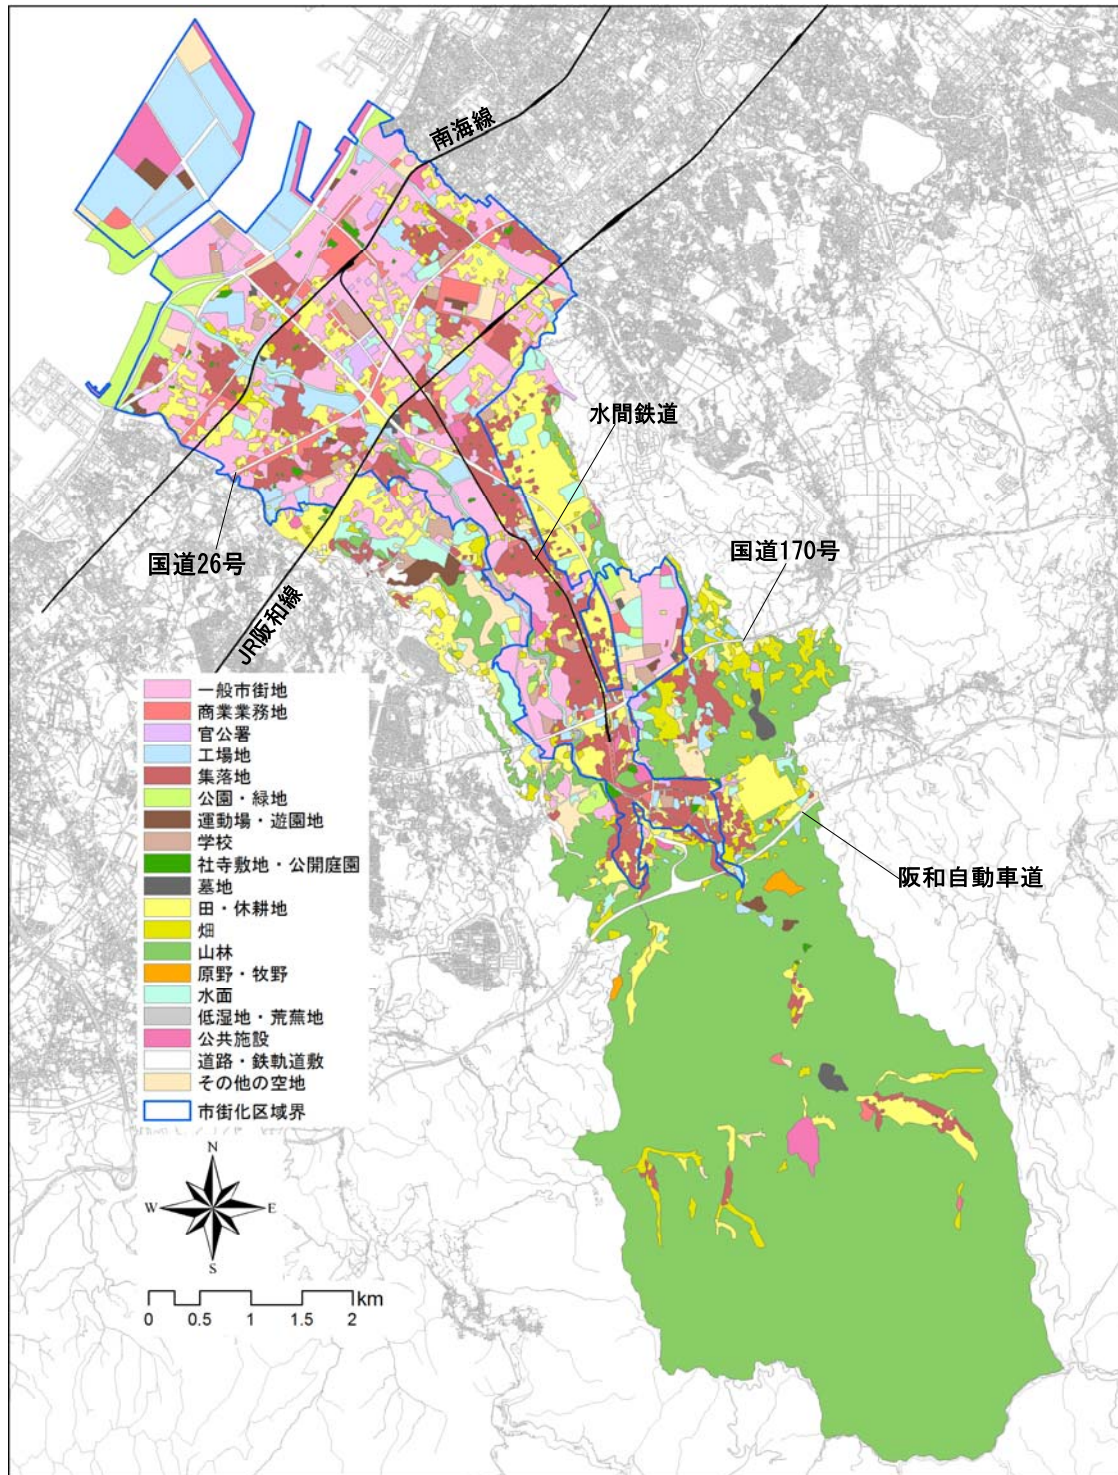 南海線
水間鉄道
国道26号
国道170号
JR阪和線
阪和自動車道
一般市街地
商業業務地
官公署
工場地
集落地
公園・緑地
運動場・遊園地
学校
社寺敷地・公開庭園
墓地
田・休耕地
畑
山林
原野・牧野
水面
低湿地・荒蕪地
公共施設
道路・鉄軌道敷
その他の空地
市街化区域界
N
W E
S
km
0 0.5 1 1.5 2